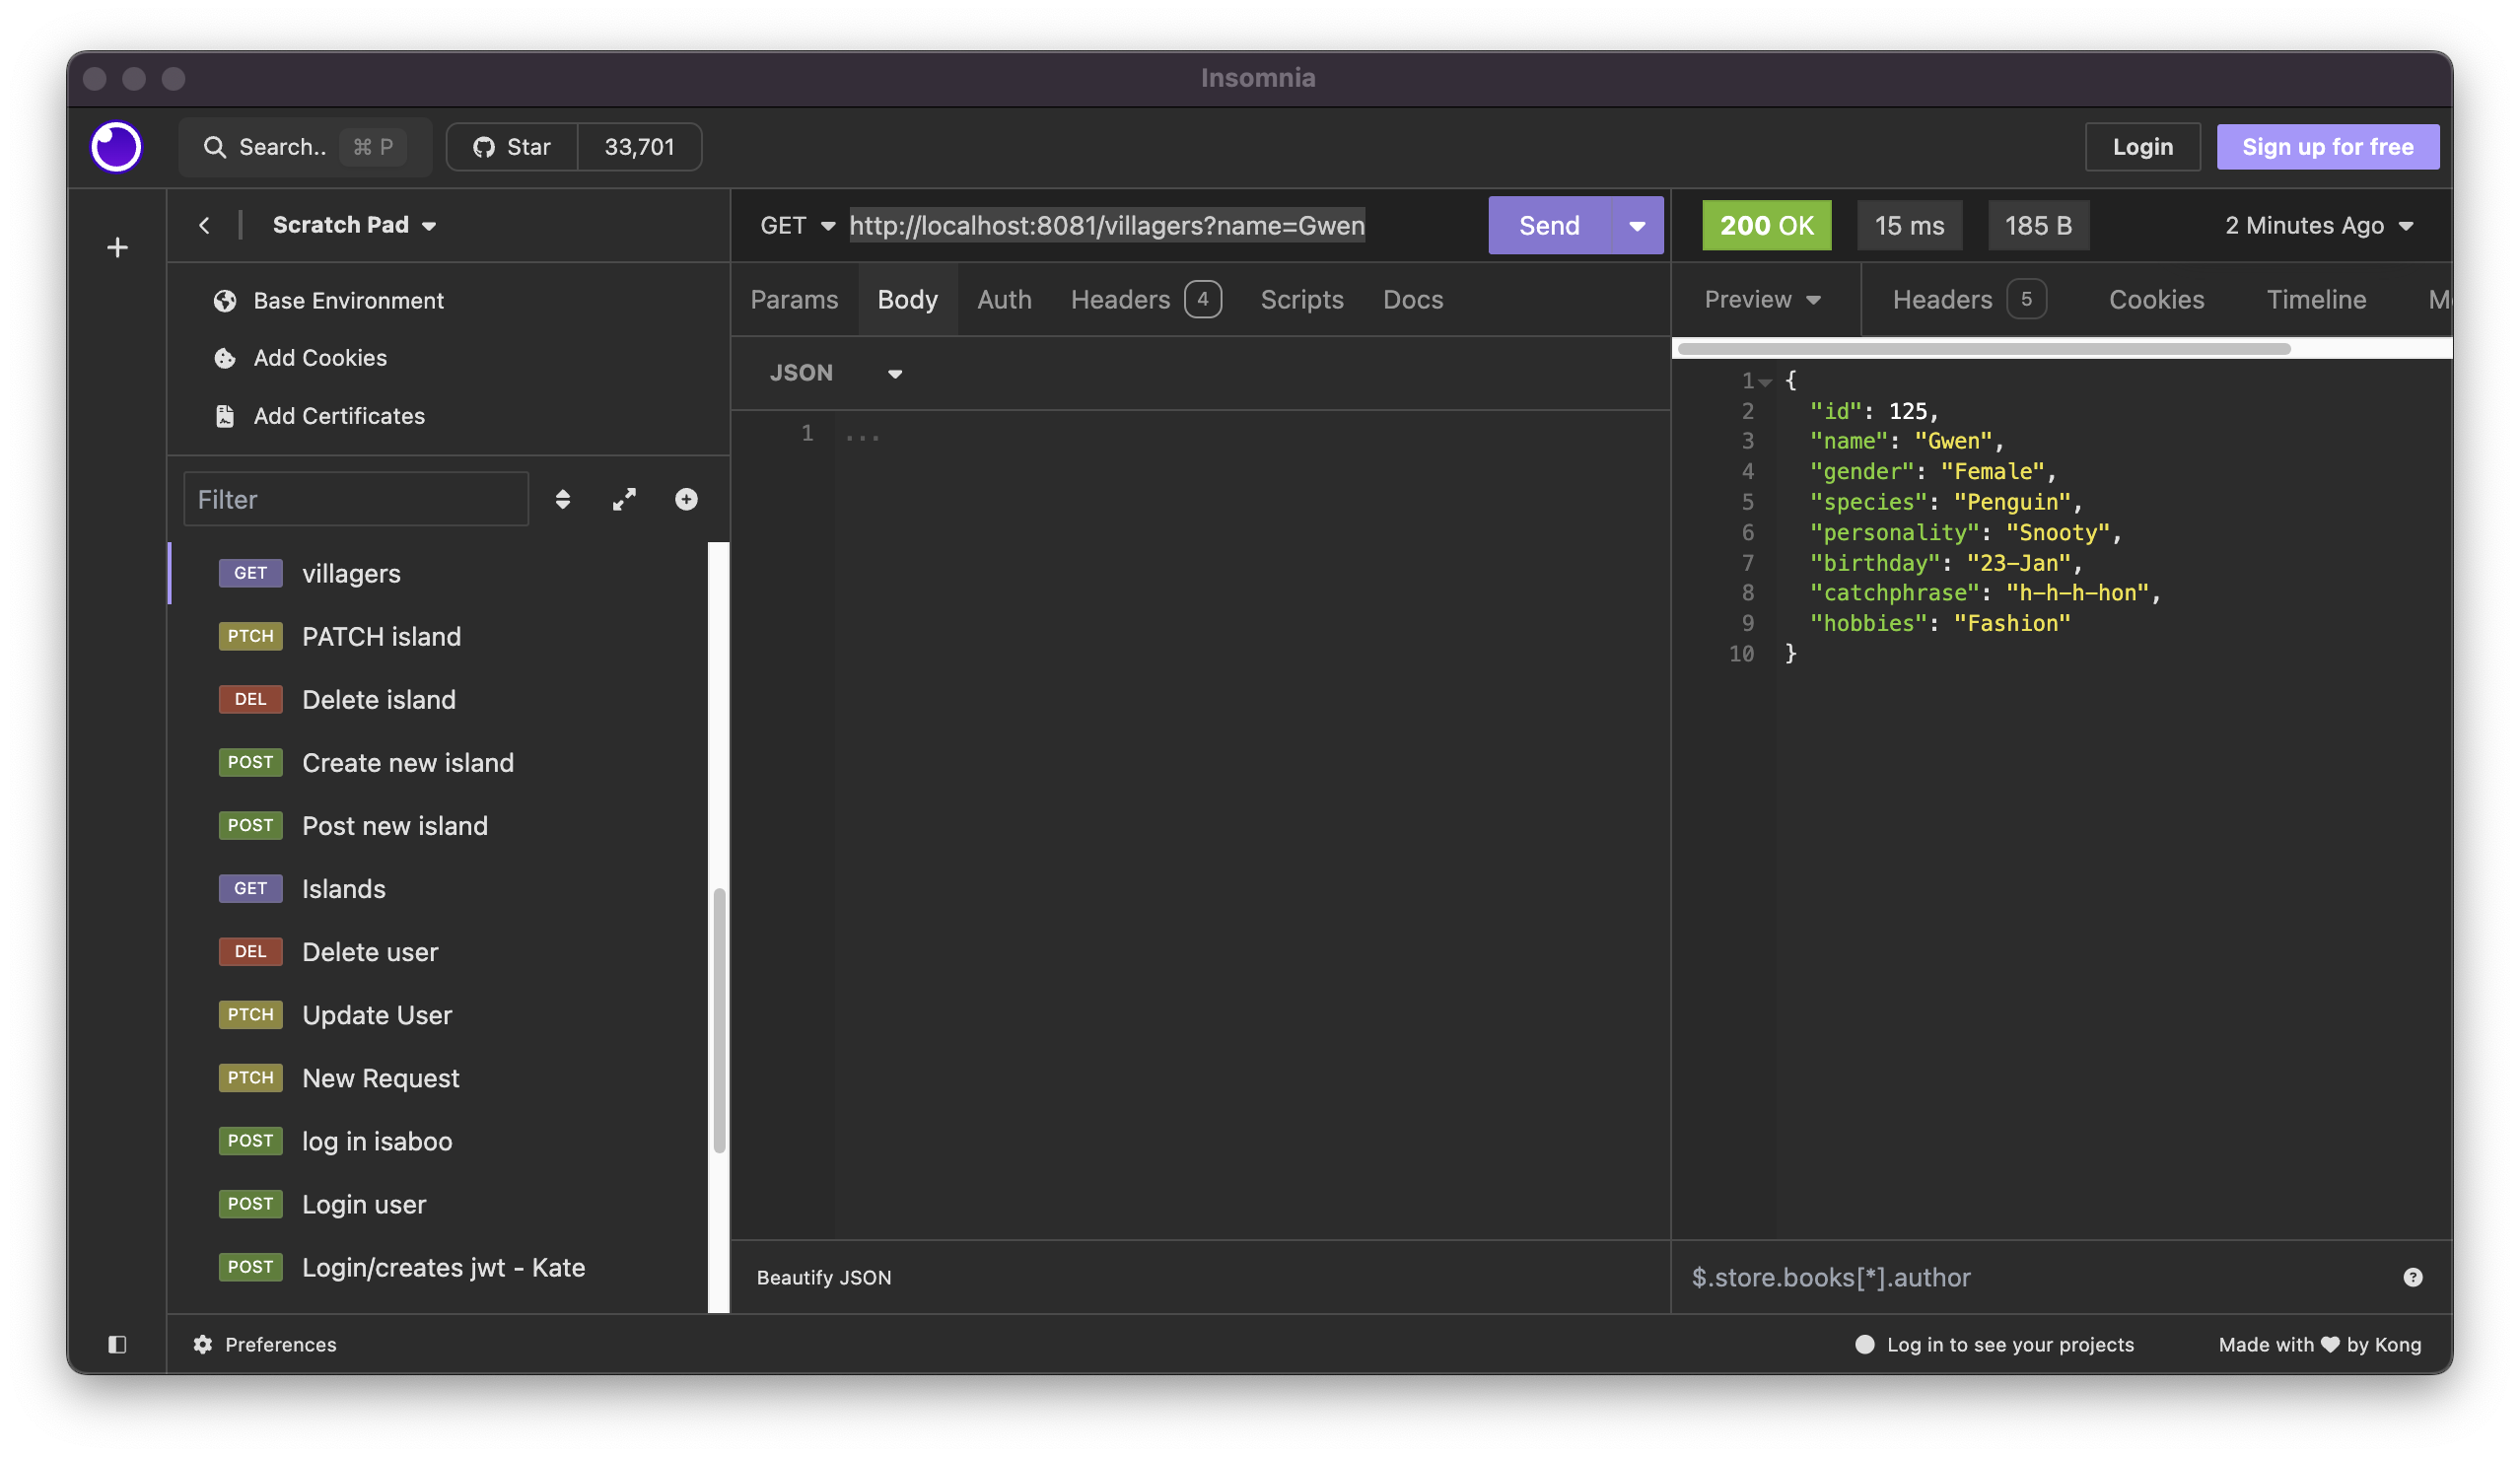 Insomnia
Search.. ⌘ P
Star 33,701
Login
Sign up for free
Scratch Pad
Base Environment
Add Cookies
Add Certificates
Filter
GET villagers
PTCH PATCH island
DEL Delete island
POST Create new island
POST Post new island
GET Islands
DEL Delete user
PTCH Update User
PTCH New Request
POST log in isaboo
POST Login user
POST Login/creates jwt - Kate
Preferences
GET http://localhost:8081/villagers?name=Gwen
Send
Params Body Auth Headers 4 Scripts Docs
JSON
1 ...
Beautify JSON
200 OK 15 ms 185 B 2 Minutes Ago
Preview Headers 5 Cookies Timeline
1 {
2 "id": 125,
3 "name": "Gwen",
4 "gender": "Female",
5 "species": "Penguin",
6 "personality": "Snooty",
7 "birthday": "23-Jan",
8 "catchphrase": "h-h-h-hon",
9 "hobbies": "Fashion"
10 }
$.store.books[*].author
Log in to see your projects
Made with ♥ by Kong